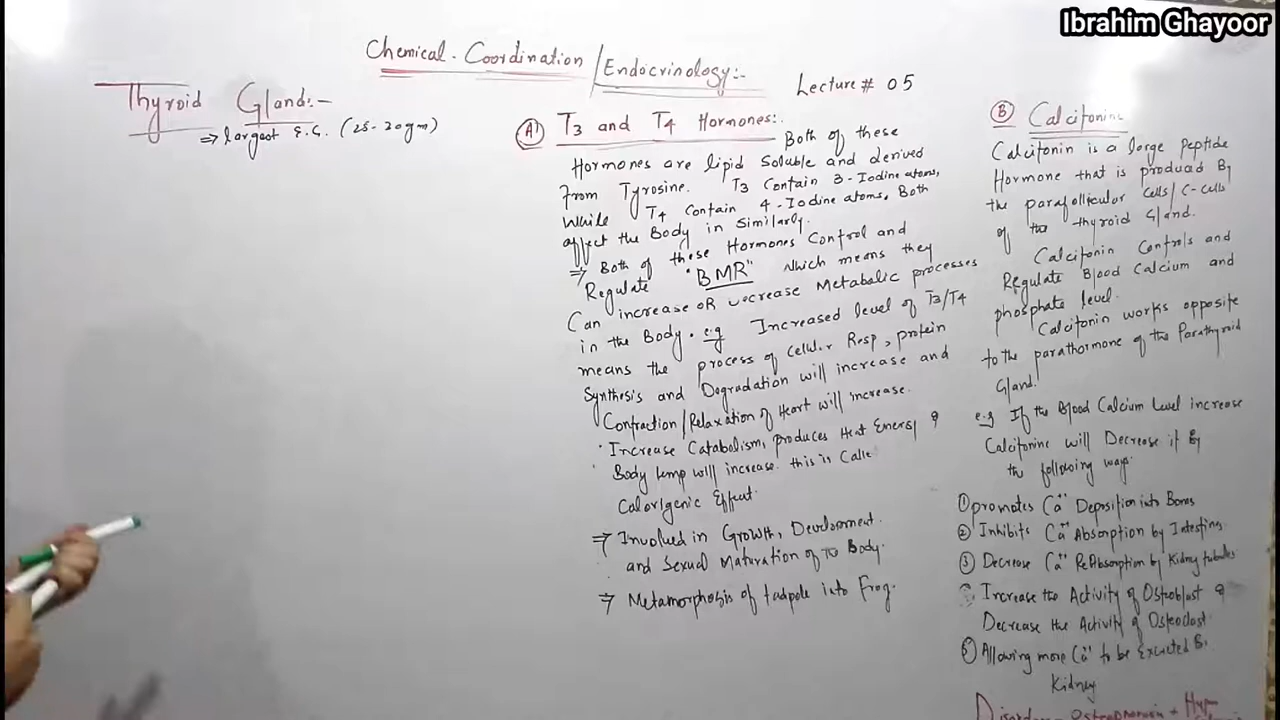 Ibrahim Ghayoor
Chemical. Coordination / Endocrinology:-
Lecture # 05
Thyroid Gland:-
⇒ largest E.G. (25-30gm)
(A) T3 and T4 Hormones:-
Both of these
Hormones are lipid Soluble and derived
From Tyrosine. T3 Contain 3-Iodine atoms,
While T4 Contain 4-Iodine atoms, Both
affect the Body in Similarly.
⇒ Both of these Hormones Control and
Regulate "BMR" Which means they
Can increase OR decrease Metabolic processes
in the Body. e.g Increased level of T3/T4
means the process of Cellular Resp, protein
Synthesis and Degradation will increase and
Contraction/Relaxation of Heart will increase.
· Increase Catabolism, produces Heat Energy &
· Body temp will increase. this is Calle
Calorigenic Effect.
⇒ Involved in Growth, Development.
and Sexual Maturation of the Body.
⇒ Metamorphosis of tadpole into Frog.
(B) Calcitonin
Calcitonin is a large peptide
Hormone that is produced By
the parafollicular Cells/C-cells
of the thyroid Gland.
Calcitonin Controls and
Regulate Blood Calcium and
phosphate level.
Calcitonin works opposite
to the parathormone of the Parathyroid
Gland.
e.g If the Blood Calcium Level increase
Calcitonine will Decrease it By
the following ways.
① promotes Ca++ Deposition into Bones
② Inhibits Ca++ Absorption by Intestine
③ Decrease Ca++ ReAbsorption by Kidney tubules
Increase the Activity of Osteoblast &
Decrease the Activity of Osteoclast.
⑤ Allowing more Ca++ to be Excreted By
Kidney
Disorder Osteoporosis + Hyp